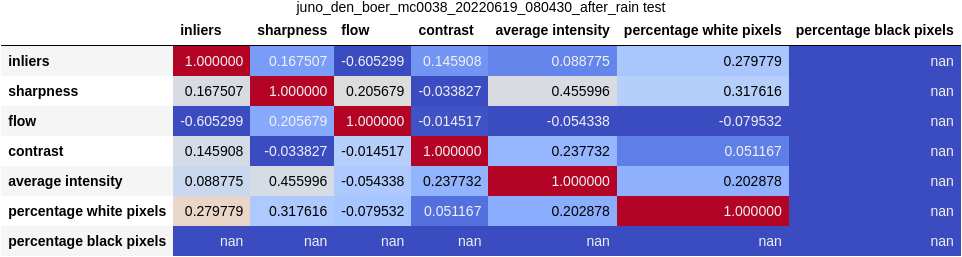 juno_den_boer_mc0038_20220619_080430_after_rain test
inliers sharpness flow contrast average intensity percentage white pixels percentage black pixels
inliers 1.000000 0.167507 -0.605299 0.145908 0.088775 0.279779 nan
sharpness 0.167507 1.000000 0.205679 -0.033827 0.455996 0.317616 nan
flow -0.605299 0.205679 1.000000 -0.014517 -0.054338 -0.079532 nan
contrast 0.145908 -0.033827 -0.014517 1.000000 0.237732 0.051167 nan
average intensity 0.088775 0.455996 -0.054338 0.237732 1.000000 0.202878 nan
percentage white pixels 0.279779 0.317616 -0.079532 0.051167 0.202878 1.000000 nan
percentage black pixels nan nan nan nan nan nan nan